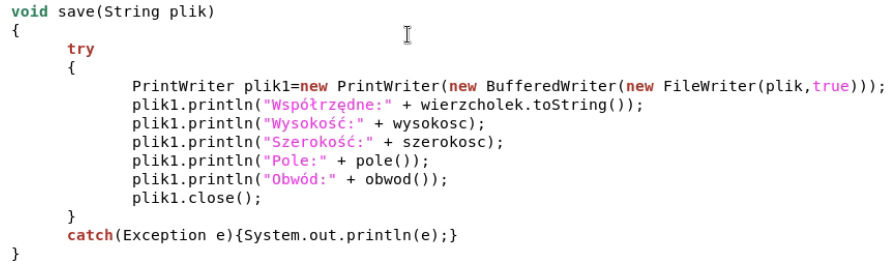 void save(String plik)
{
try
{
PrintWriter plik1=new PrintWriter(new BufferedWriter(new FileWriter(plik,true)));
plik1.println("Współrzędne:" + wierzcholek.toString());
plik1.println("Wysokość:" + wysokosc);
plik1.println("Szerokość:" + szerokosc);
plik1.println("Pole:" + pole());
plik1.println("Obwód:" + obwod());
plik1.close();
}
catch(Exception e){System.out.println(e);}
}